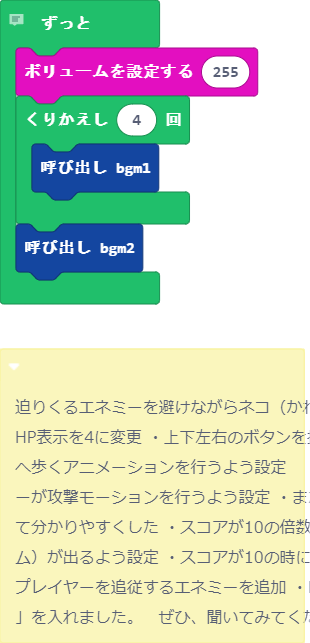 ずっと
ボリュームを設定する 255
くりかえし 4 回
呼び出し bgm1
呼び出し bgm2
迫りくるエネミーを避けながらネコ（かわ
HP表示を4に変更 ・上下左右のボタンを
へ歩くアニメーションを行うよう設定
ーが攻撃モーションを行うよう設定 ・ま
て分かりやすくした ・スコアが10の倍数
ム）が出るよう設定 ・スコアが10の時に
プレイヤーを追従するエネミーを追加 ・
」を入れました。 ぜひ、聞いてみてくだ